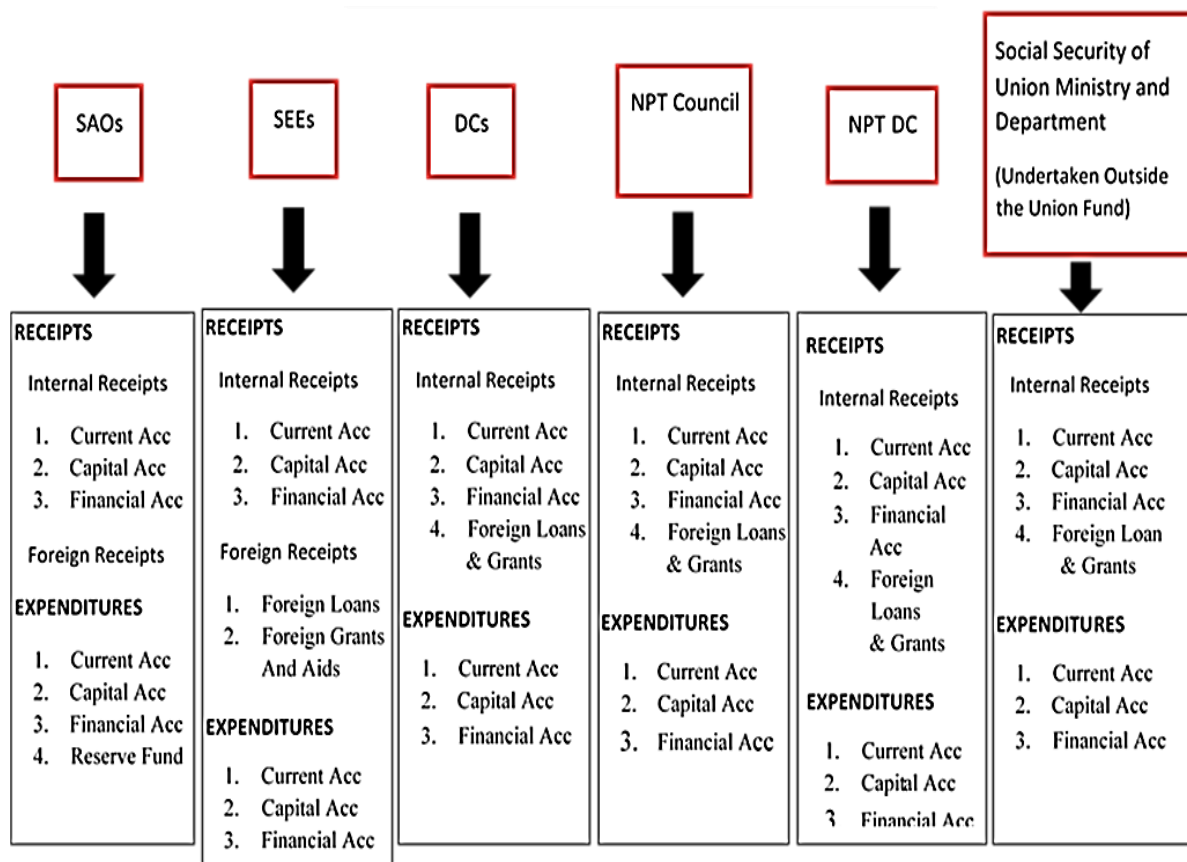 SAOs
SEEs
DCs
NPT Council
NPT DC
Social Security of
Union Ministry and
Department
(Undertaken Outside
the Union Fund)
RECEIPTS
Internal Receipts
1. Current Acc
2. Capital Acc
3. Financial Acc
Foreign Receipts
EXPENDITURES
1. Current Acc
2. Capital Acc
3. Financial Acc
4. Reserve Fund
RECEIPTS
Internal Receipts
1. Current Acc
2. Capital Acc
3. Financial Acc
Foreign Receipts
1. Foreign Loans
2. Foreign Grants
And Aids
EXPENDITURES
1. Current Acc
2. Capital Acc
3. Financial Acc
RECEIPTS
Internal Receipts
1. Current Acc
2. Capital Acc
3. Financial Acc
4. Foreign Loans
& Grants
EXPENDITURES
1. Current Acc
2. Capital Acc
3. Financial Acc
RECEIPTS
Internal Receipts
1. Current Acc
2. Capital Acc
3. Financial Acc
4. Foreign Loans
& Grants
EXPENDITURES
1. Current Acc
2. Capital Acc
3. Financial Acc
RECEIPTS
Internal Receipts
1. Current Acc
2. Capital Acc
3. Financial
Acc
4. Foreign
Loans
& Grants
EXPENDITURES
1. Current Acc
2. Capital Acc
3 Financial Acc
RECEIPTS
Internal Receipts
1. Current Acc
2. Capital Acc
3. Financial Acc
4. Foreign Loan
& Grants
EXPENDITURES
1. Current Acc
2. Capital Acc
3. Financial Acc